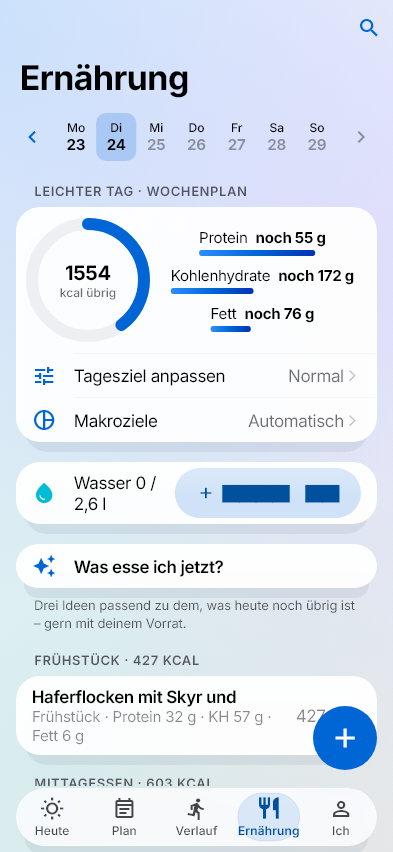 Ernährung
Mo Di Mi Do Fr Sa So
23 24 25 26 27 28 29
LEICHTER TAG · WOCHENPLAN
1554
kcal übrig
Protein noch 55 g
Kohlenhydrate noch 172 g
Fett noch 76 g
Tagesziel anpassen Normal
Makroziele Automatisch
Wasser 0 /
2,6 l
+
Was esse ich jetzt?
Drei Ideen passend zu dem, was heute noch übrig ist
– gern mit deinem Vorrat.
FRÜHSTÜCK · 427 KCAL
Haferflocken mit Skyr und
Frühstück · Protein 32 g · KH 57 g ·
Fett 6 g
427
+
MITTAGESSEN · 603 KCAL
Heute Plan Verlauf Ernährung Ich